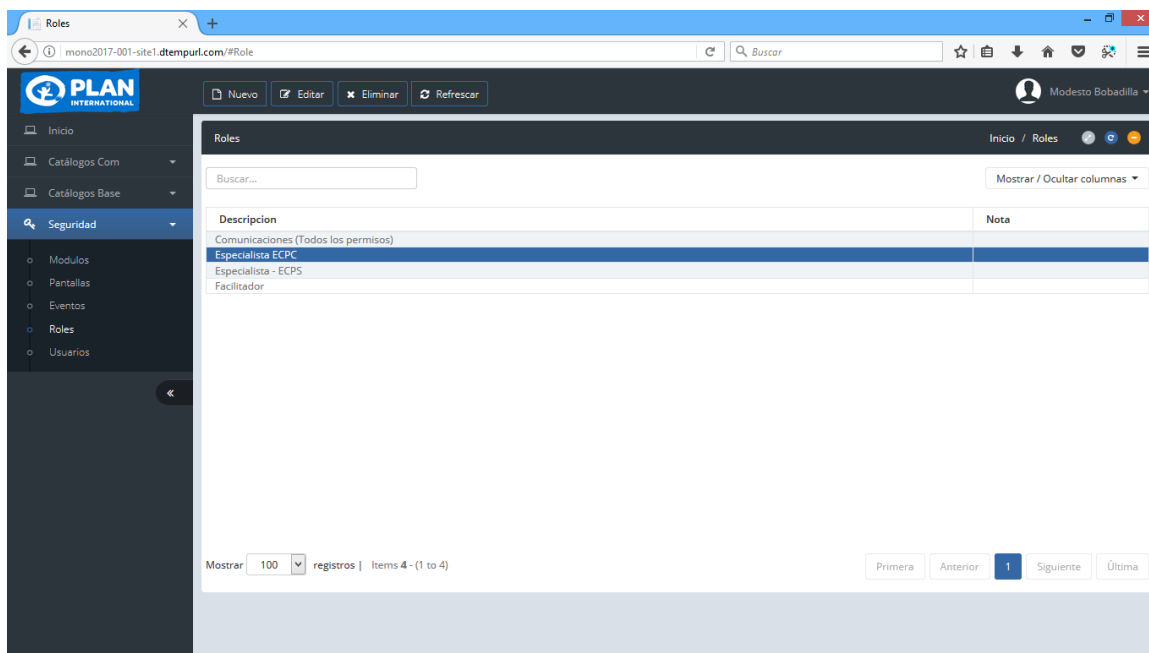 Roles
mono2017-001-site1.dtempurl.com/#Role
Buscar
PLAN
INTERNATIONAL
Nuevo Editar Eliminar Refrescar
Modesto Bobadilla
Inicio
Catálogos Com
Catálogos Base
Seguridad
Modulos
Pantallas
Eventos
Roles
Usuarios
Roles
Inicio / Roles
Buscar...
Mostrar / Ocultar columnas
Descripcion Nota
Comunicaciones (Todos los permisos)
Especialista ECPC
Especialista - ECPS
Facilitador
Mostrar 100 registros | Items 4 - (1 to 4)
Primera Anterior 1 Siguiente Última